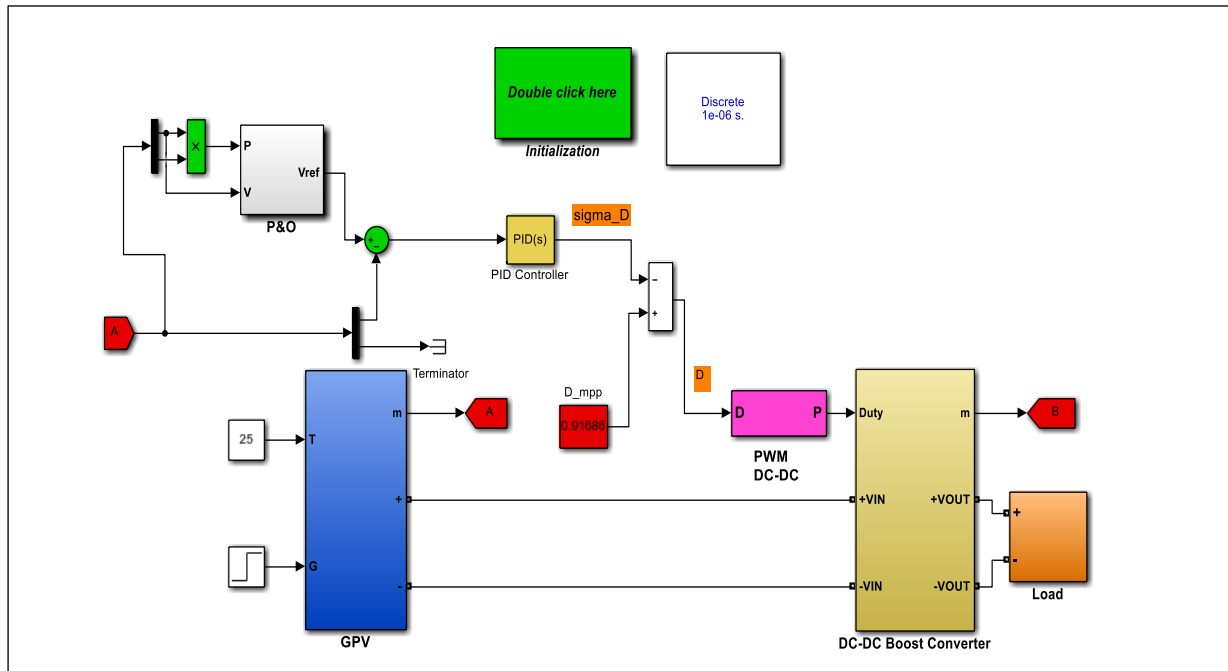 Double click here
Initialization
Discrete
1e-06 s.
X
P
V
Vref
P&O
+
−
PID(s)
PID Controller
sigma_D
−
+
A
Terminator
D_mpp
0.91686
D
25
T
G
m
+
-
GPV
A
D
P
PWM
DC-DC
Duty
+VIN
-VIN
m
+VOUT
-VOUT
DC-DC Boost Converter
B
+
-
Load